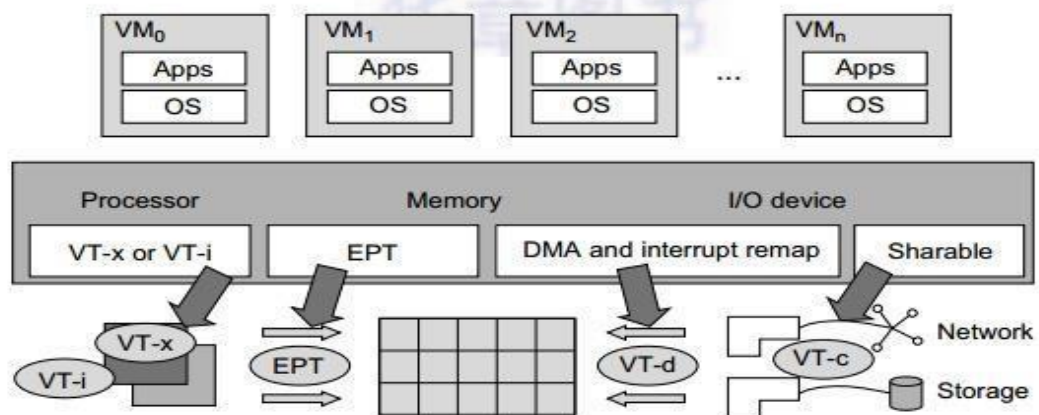 VM0 VM1 VM2 VMn
Apps Apps Apps ... Apps
OS OS OS OS
Processor Memory I/O device
VT-x or VT-i EPT DMA and interrupt remap Sharable
VT-x
VT-i
EPT
VT-d
VT-c
Network
Storage